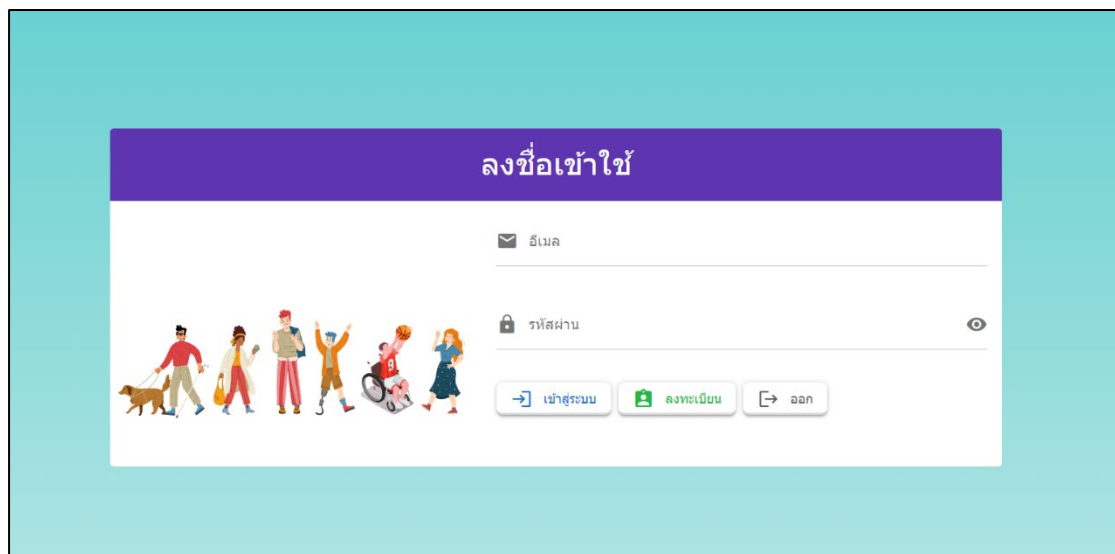 ลงชื่อเข้าใช้
อีเมล
รหัสผ่าน
เข้าสู่ระบบ ลงทะเบียน ออก
9